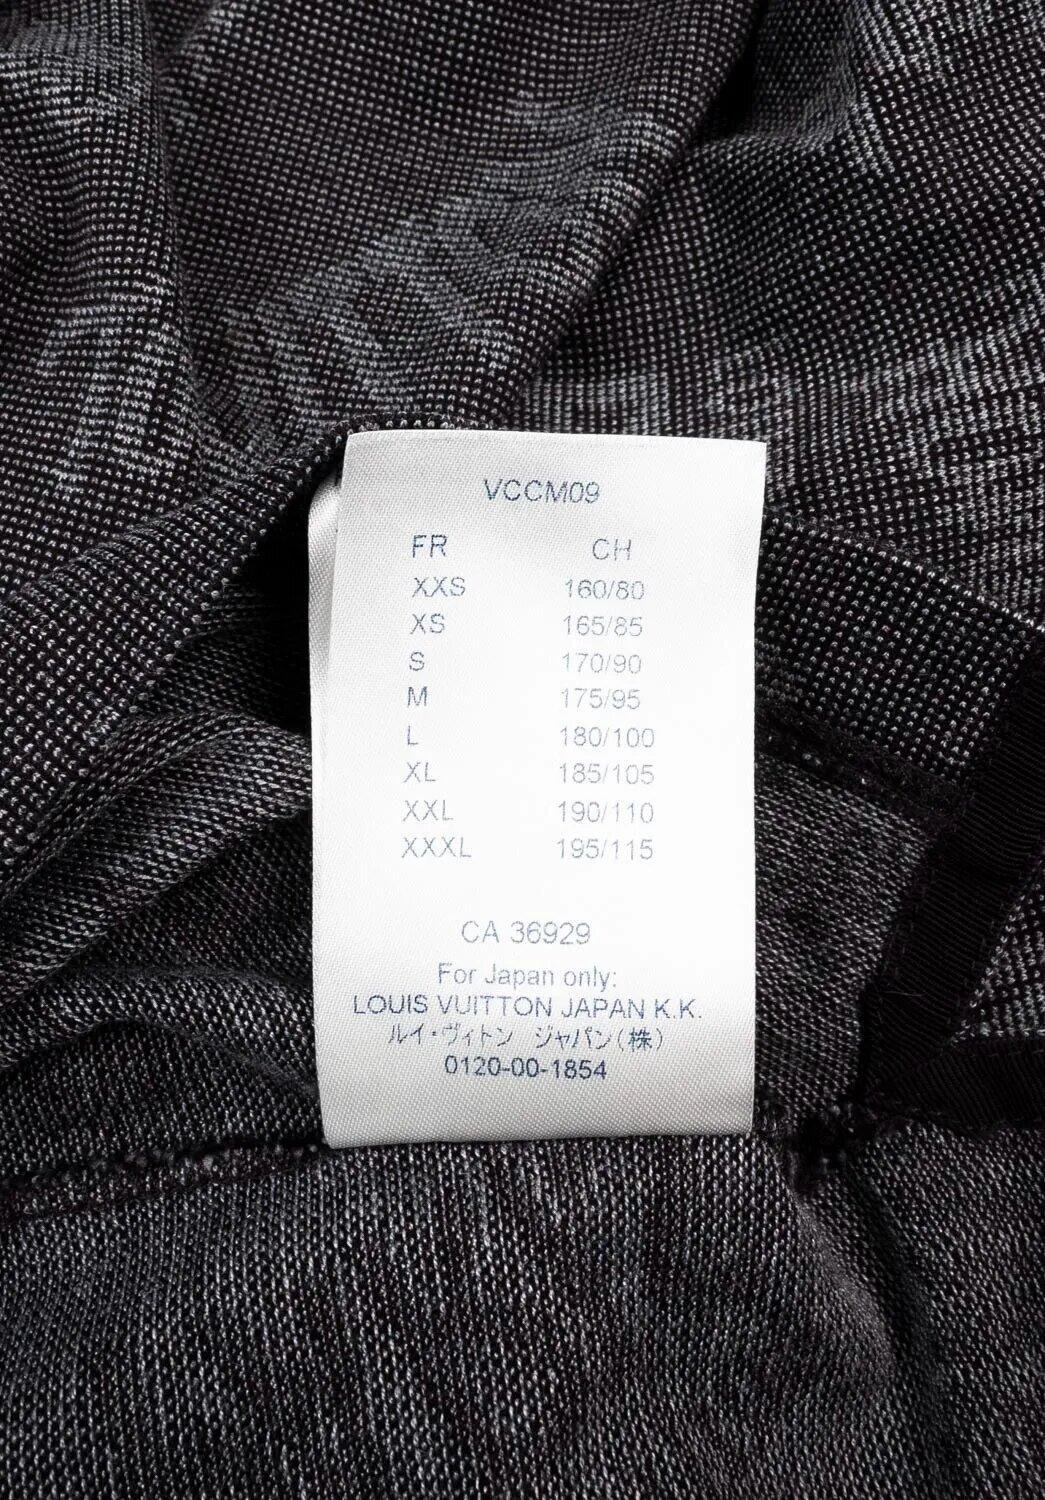 VCCM09
FR CH
XXS 160/80
XS 165/85
S 170/90
M 175/95
L 180/100
XL 185/105
XXL 190/110
XXXL 195/115
CA 36929
For Japan only:
LOUIS VUITTON JAPAN K.K.
ルイ・ヴィトン ジャパン(株)
0120-00-1854